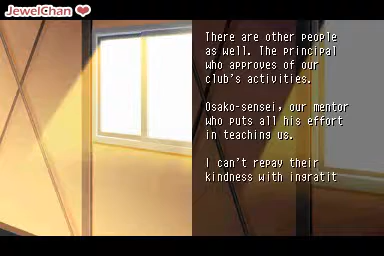 JewelChan
There are other people
as well. The principal
who approves of our
club's activities.
Osako-sensei, our mentor
who puts all his effort
in teaching us.
I can't repay their
kindness with ingratit